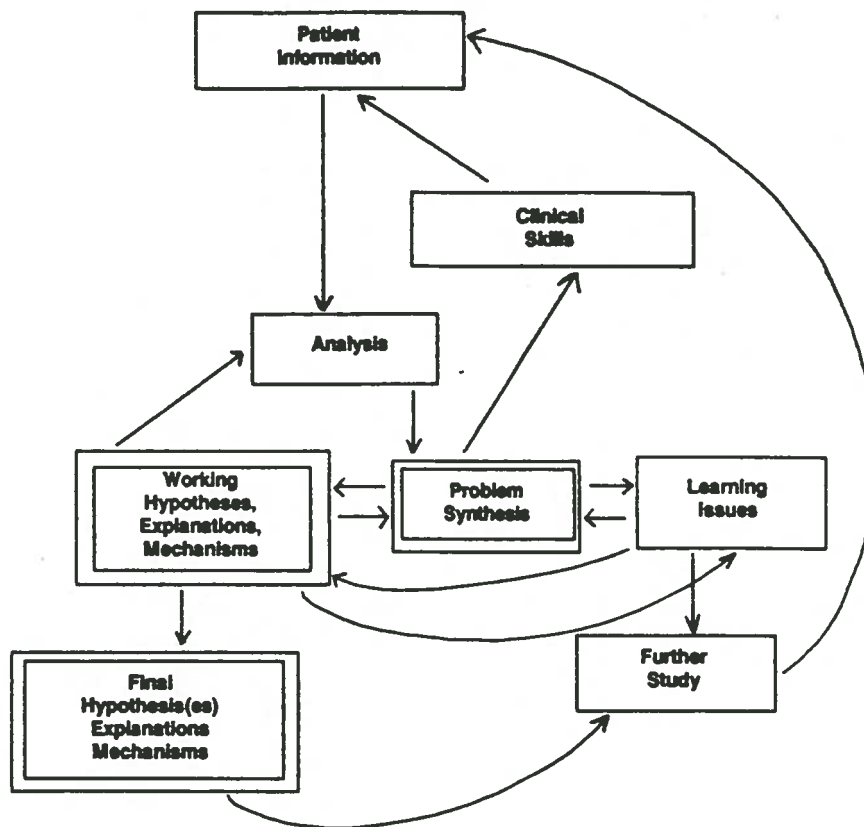 Patient
Information
Clinical
Skills
Analysis
Working
Hypotheses,
Explanations,
Mechanisms
Problem
Synthesis
Learning
Issues
Final
Hypothesis(es)
Explanations
Mechanisms
Further
Study